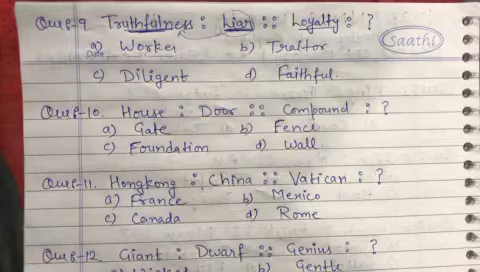 Ques-9. Truthfulness : Liar :: Loyalty : ?
a) Worker b) Traitor
Saathi
Date
c) Diligent d) Faithful.
Ques-10. House : Door :: Compound : ?
a) Gate b) Fence
c) Foundation d) Wall
Ques-11. Hongkong : China :: Vatican : ?
a) France b) Mexico
c) Canada d) Rome
Ques-12 Giant : Dwarf :: Genius : ?
b) Gentle